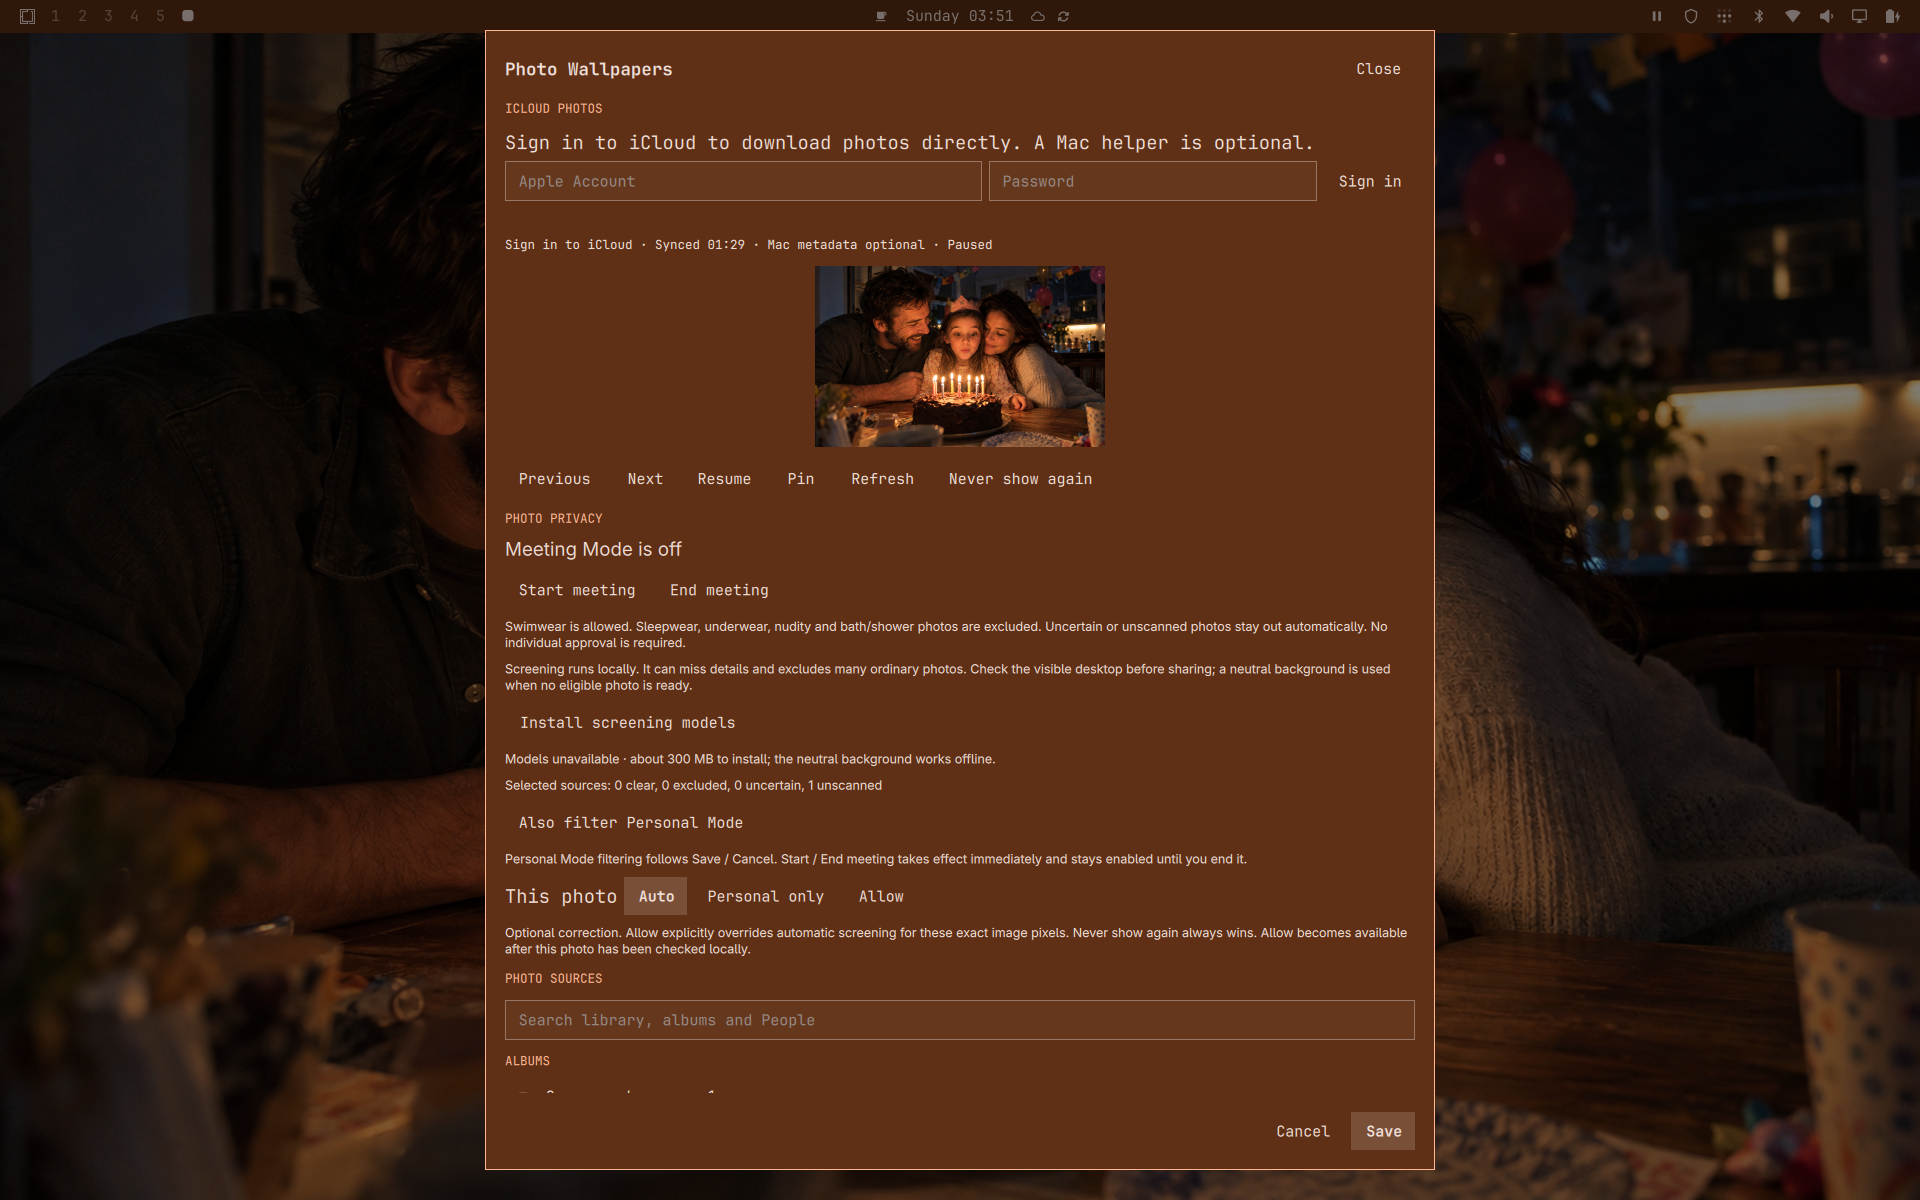 1 2 3 4 5
Sunday 03:51
Photo Wallpapers
Close
ICLOUD PHOTOS
Sign in to iCloud to download photos directly. A Mac helper is optional.
Apple Account
Password
Sign in
Sign in to iCloud · Synced 01:29 · Mac metadata optional · Paused
Previous Next Resume Pin Refresh Never show again
PHOTO PRIVACY
Meeting Mode is off
Start meeting End meeting
Swimwear is allowed. Sleepwear, underwear, nudity and bath/shower photos are excluded. Uncertain or unscanned photos stay out automatically. No
individual approval is required.
Screening runs locally. It can miss details and excludes many ordinary photos. Check the visible desktop before sharing; a neutral background is used
when no eligible photo is ready.
Install screening models
Models unavailable · about 300 MB to install; the neutral background works offline.
Selected sources: 0 clear, 0 excluded, 0 uncertain, 1 unscanned
Also filter Personal Mode
Personal Mode filtering follows Save / Cancel. Start / End meeting takes effect immediately and stays enabled until you end it.
This photo Auto Personal only Allow
Optional correction. Allow explicitly overrides automatic screening for these exact image pixels. Never show again always wins. Allow becomes available
after this photo has been checked locally.
PHOTO SOURCES
Search library, albums and People
ALBUMS
Cancel Save